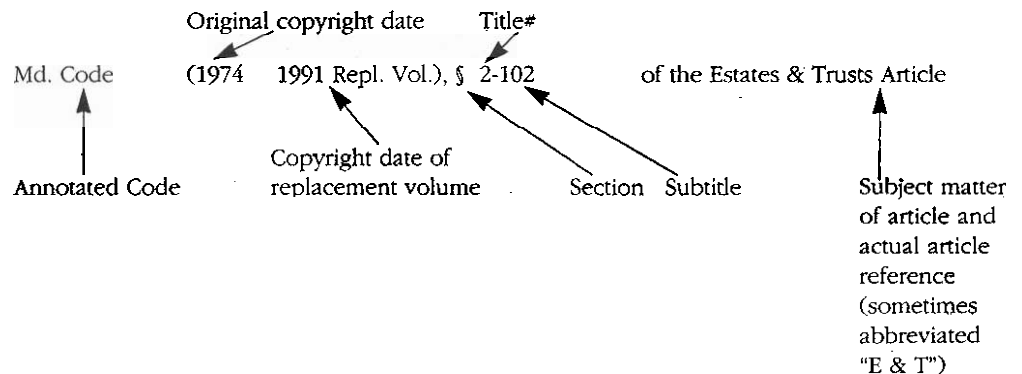 Original copyright date Title#
Md. Code (1974 1991 Repl. Vol.), § 2-102 of the Estates & Trusts Article
Copyright date of
replacement volume
Annotated Code
Section Subtitle
Subject matter
of article and
actual article
reference
(sometimes
abbreviated
"E & T")